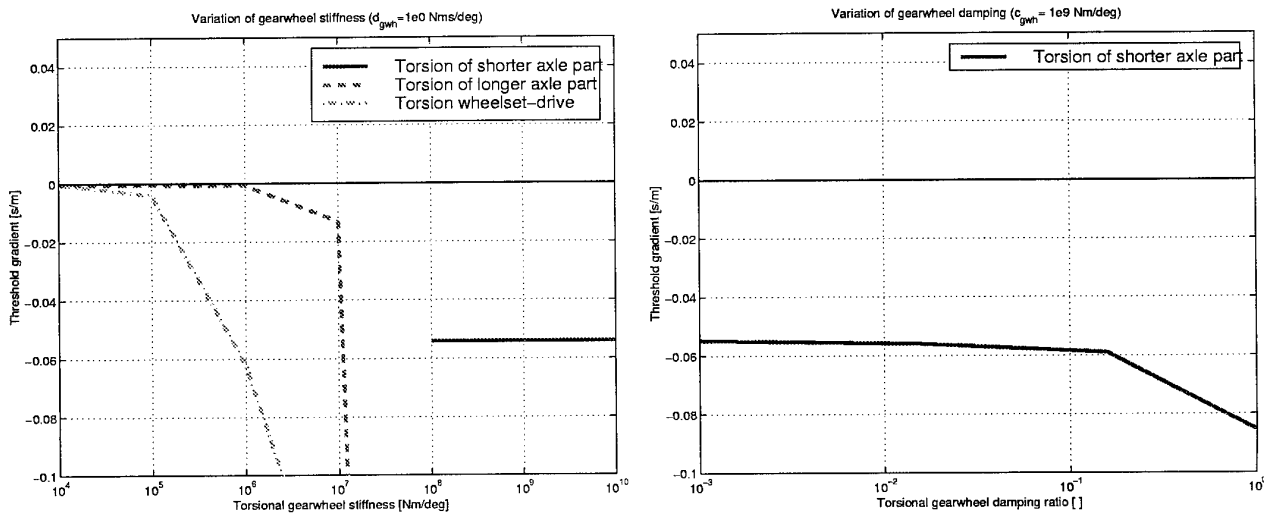 Variation of gearwheel stiffness (d_gwh=1e0 Nms/deg)
Torsion of shorter axle part
Torsion of longer axle part
Torsion wheelset-drive
0.04
0.02
0
-0.02
-0.04
-0.06
-0.08
-0.1
Threshold gradient [s/m]
10^4 10^5 10^6 10^7 10^8 10^9 10^10
Torsional gearwheel stiffness [Nm/deg]
Variation of gearwheel damping (c_gwh= 1e9 Nm/deg)
Torsion of shorter axle part
0.04
0.02
0
-0.02
-0.04
-0.06
-0.08
-0.1
Threshold gradient [s/m]
10^-3 10^-2 10^-1 10^0
Torsional gearwheel damping ratio [ ]